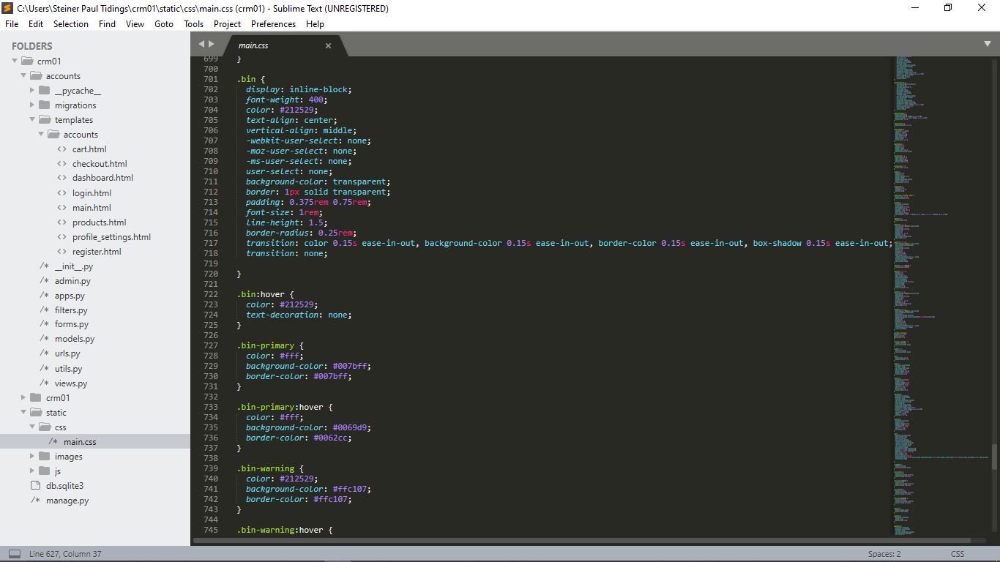 C:\Users\Steiner Paul Tidings\crm01\static\css\main.css (crm01) - Sublime Text (UNREGISTERED)
File Edit Selection Find View Goto Tools Project Preferences Help
FOLDERS
crm01
accounts
__pycache__
migrations
templates
accounts
<> cart.html
<> checkout.html
<> dashboard.html
<> login.html
<> main.html
<> products.html
<> profile_settings.html
<> register.html
/* __init__.py
/* admin.py
/* apps.py
/* filters.py
/* forms.py
/* models.py
/* urls.py
/* utils.py
/* views.py
crm01
static
css
/* main.css
images
js
db.sqlite3
/* manage.py
main.css ×
699 }
700
701 .bin {
702 display: inline-block;
703 font-weight: 400;
704 color: #212529;
705 text-align: center;
706 vertical-align: middle;
707 -webkit-user-select: none;
708 -moz-user-select: none;
709 -ms-user-select: none;
710 user-select: none;
711 background-color: transparent;
712 border: 1px solid transparent;
713 padding: 0.375rem 0.75rem;
714 font-size: 1rem;
715 line-height: 1.5;
716 border-radius: 0.25rem;
717 transition: color 0.15s ease-in-out, background-color 0.15s ease-in-out, border-color 0.15s ease-in-out, box-shadow 0.15s ease-in-out;
718 transition: none;
719
720 }
721
722 .bin:hover {
723 color: #212529;
724 text-decoration: none;
725 }
726
727 .bin-primary {
728 color: #fff;
729 background-color: #007bff;
730 border-color: #007bff;
731 }
732
733 .bin-primary:hover {
734 color: #fff;
735 background-color: #0069d9;
736 border-color: #0062cc;
737 }
738
739 .bin-warning {
740 color: #212529;
741 background-color: #ffc107;
742 border-color: #ffc107;
743 }
744
745 .bin-warning:hover {
Line 627, Column 37
Spaces: 2
CSS